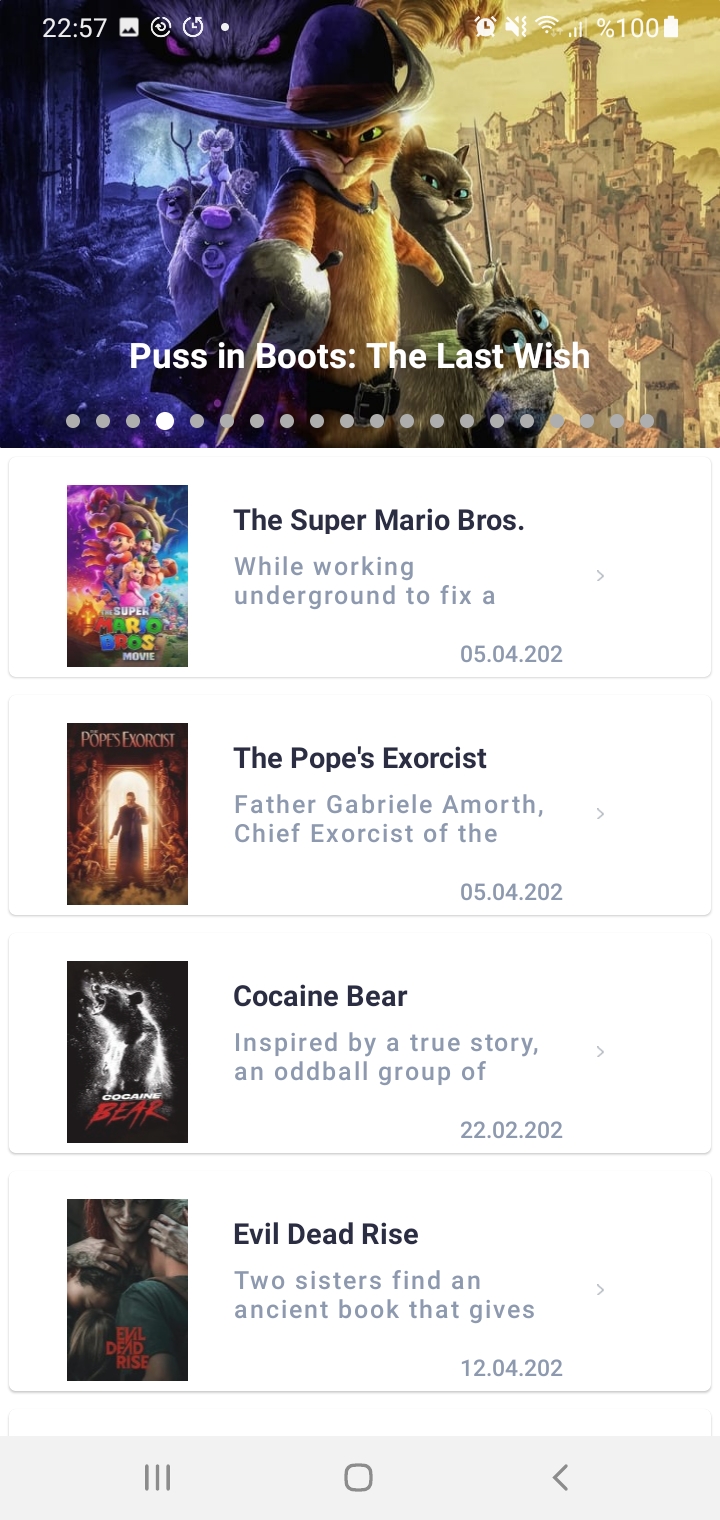 22:57
%100
Puss in Boots: The Last Wish
THE SUPER
MARIO
BROS
MOVIE
The Super Mario Bros.
While working
underground to fix a
05.04.202
THE
POPE'S EXORCIST
The Pope's Exorcist
Father Gabriele Amorth,
Chief Exorcist of the
05.04.202
COCAINE
BEAR
Cocaine Bear
Inspired by a true story,
an oddball group of
22.02.202
EVIL
DEAD
RISE
Evil Dead Rise
Two sisters find an
ancient book that gives
12.04.202